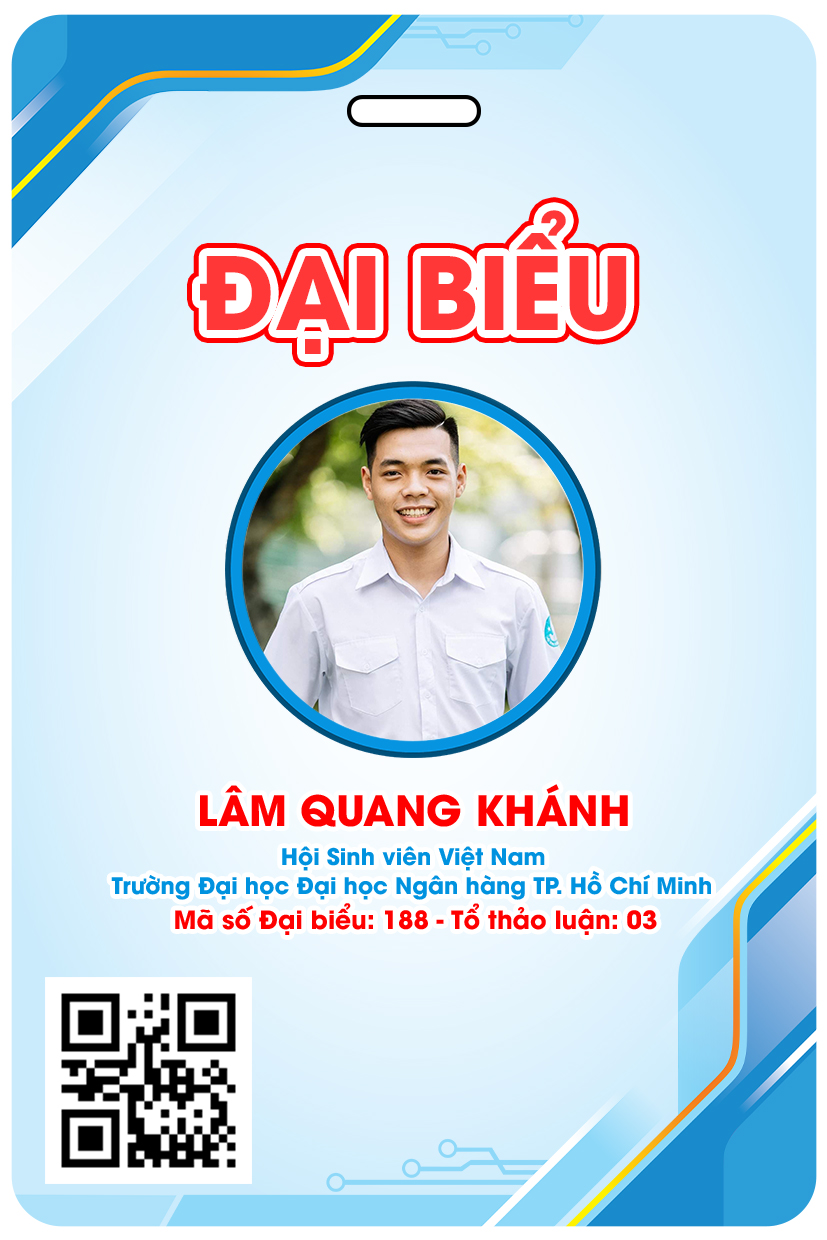 ĐẠI BIỂU
LÂM QUANG KHÁNH
Hội Sinh viên Việt Nam
Trường Đại học Đại học Ngân hàng TP. Hồ Chí Minh
Mã số Đại biểu: 188 - Tổ thảo luận: 03